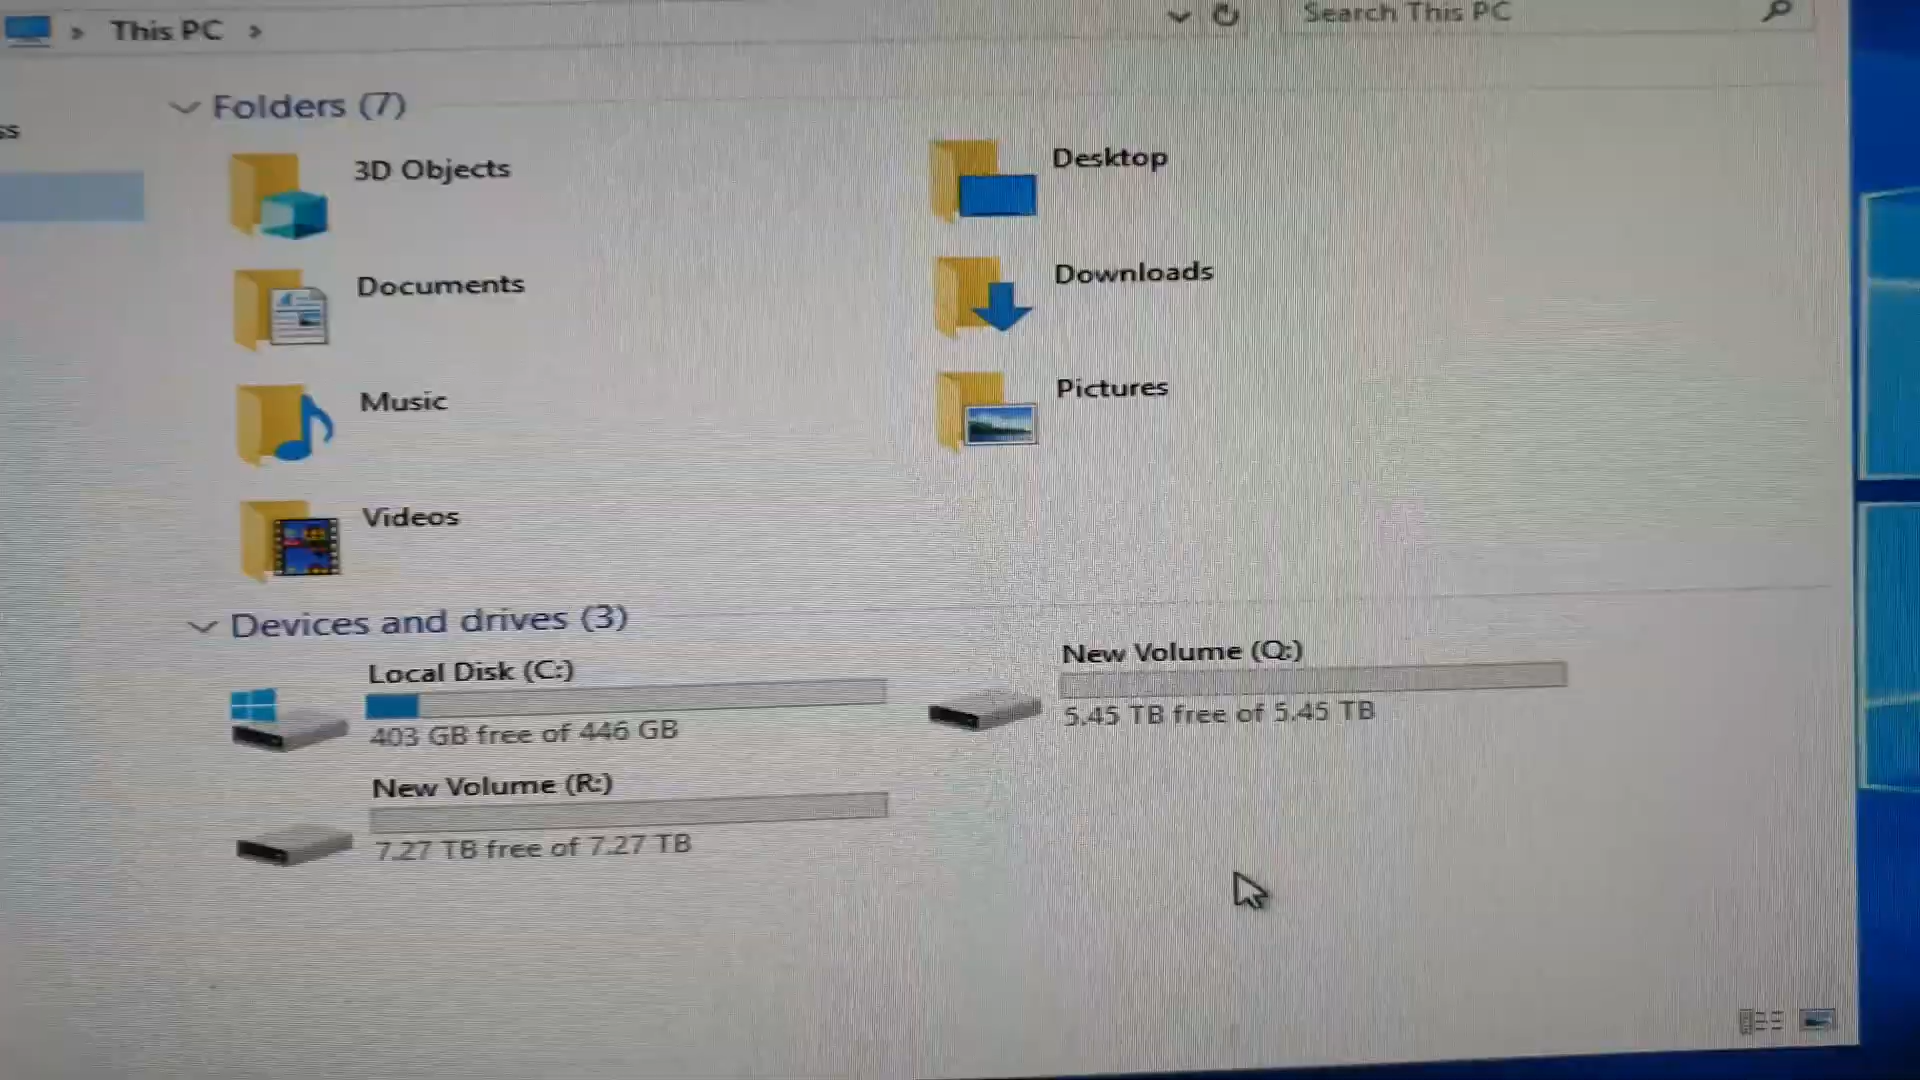 This PC
Search This PC
Folders (7)
ss
3D Objects
Desktop
Documents
Downloads
Music
Pictures
Videos
Devices and drives (3)
Local Disk (C:)
403 GB free of 446 GB
New Volume (Q:)
5.45 TB free of 5.45 TB
New Volume (R:)
7.27 TB free of 7.27 TB